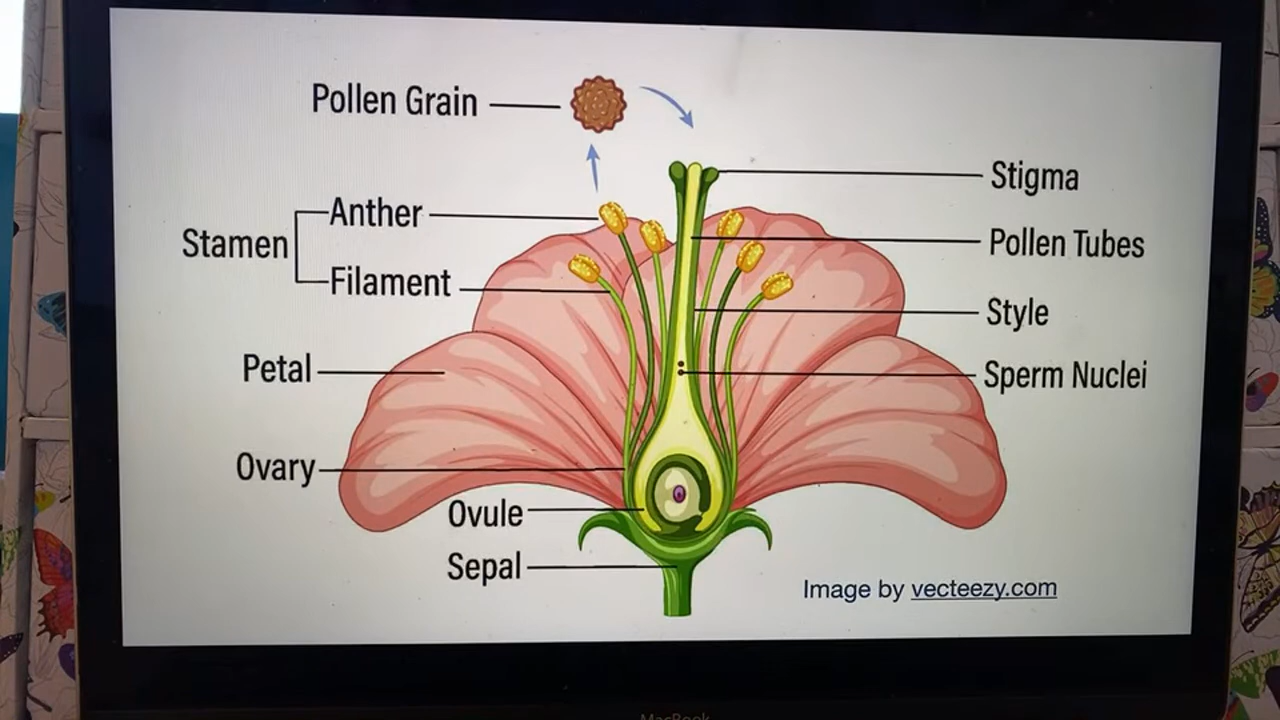 Pollen Grain
Stigma
Anther
Stamen
Pollen Tubes
Filament
Style
Petal
Sperm Nuclei
Ovary
Ovule
Sepal
Image by vecteezy.com
MacBook